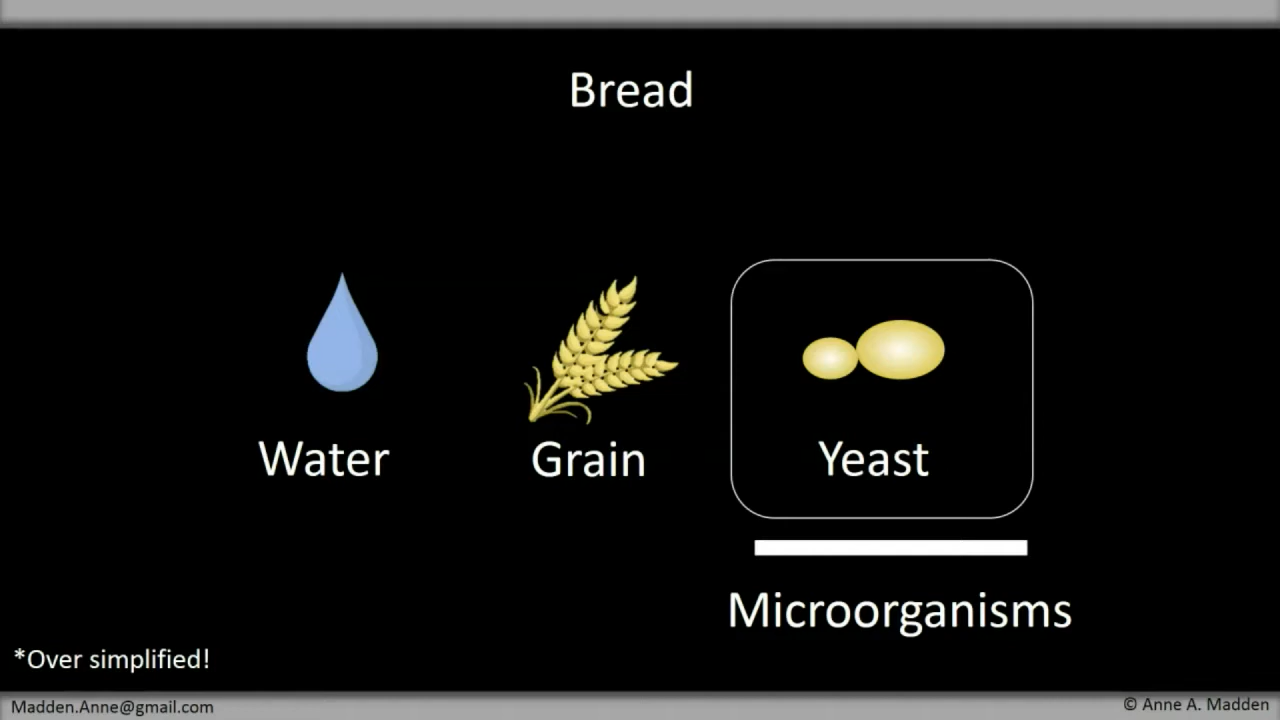 Bread
Water
Grain
Yeast
Microorganisms
*Over simplified!
Madden.Anne@gmail.com
© Anne A. Madden